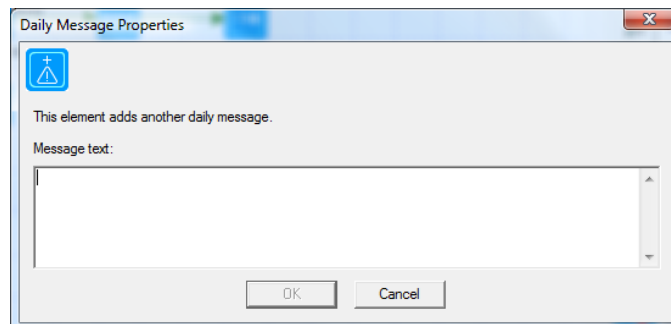 Daily Message Properties
This element adds another daily message.
Message text:
OK
Cancel